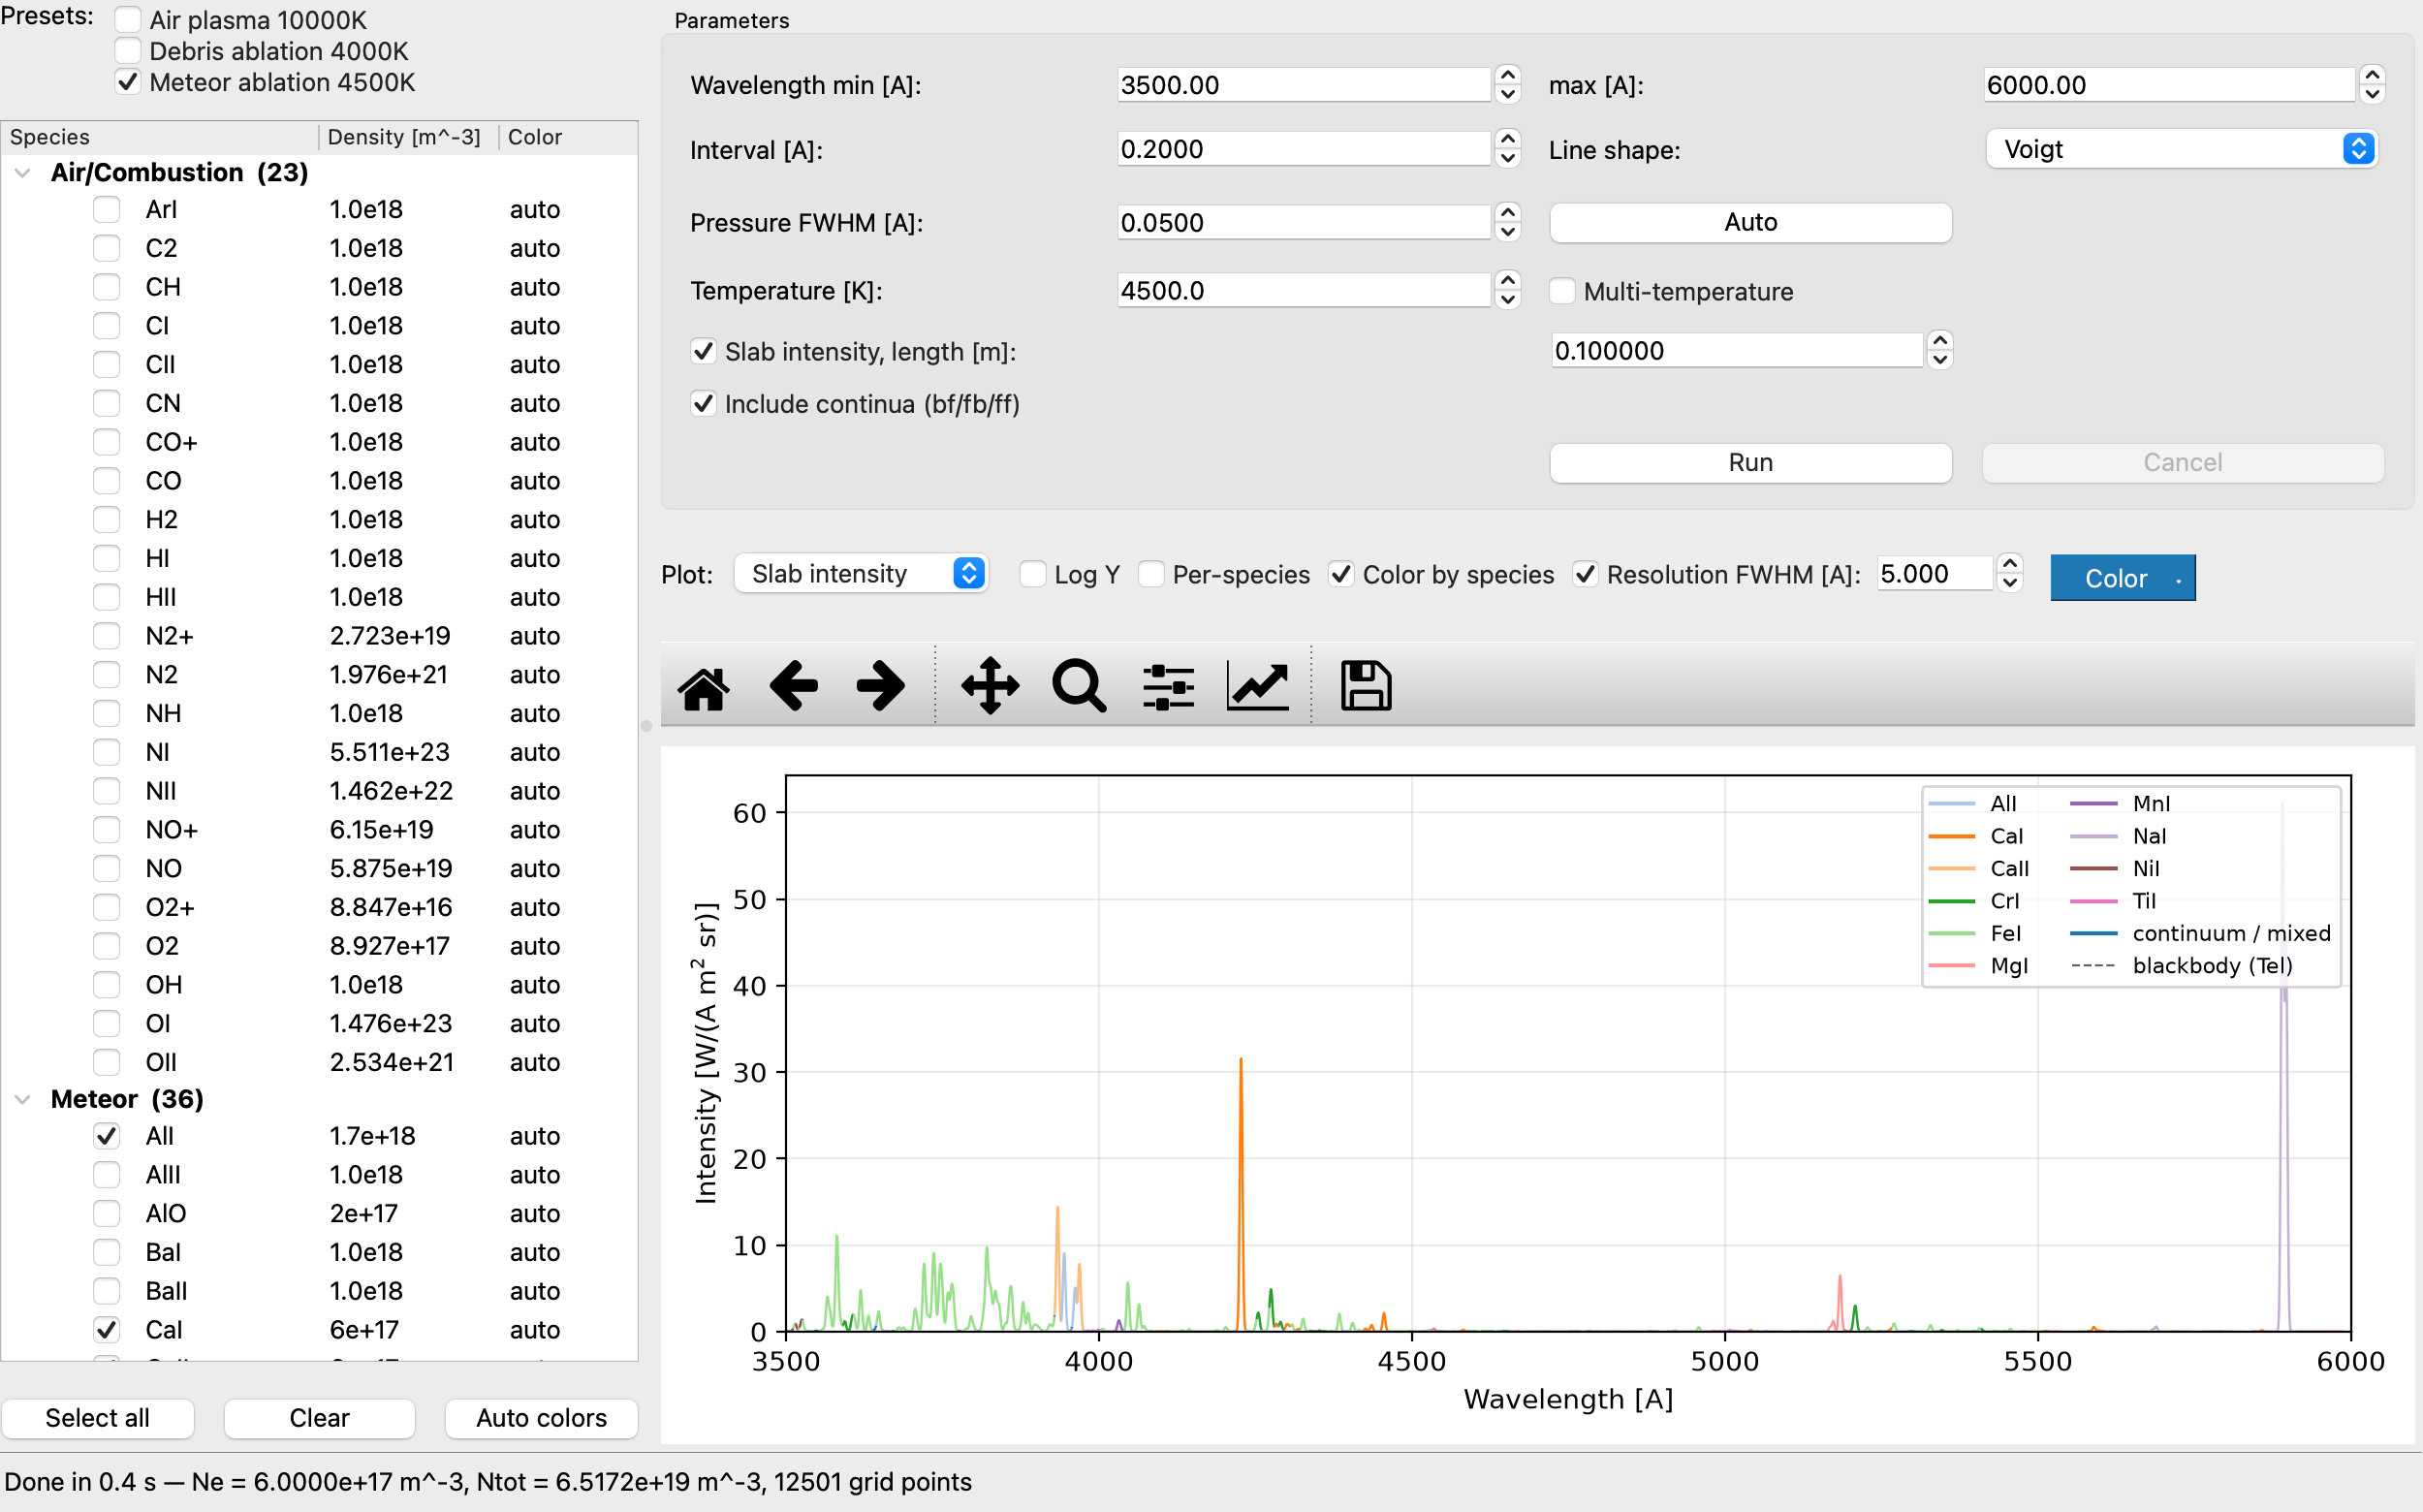 Presets:
Air plasma 10000K
Debris ablation 4000K
Meteor ablation 4500K
Species Density [m^-3] Color
Air/Combustion (23)
ArI 1.0e18 auto
C2 1.0e18 auto
CH 1.0e18 auto
CI 1.0e18 auto
CII 1.0e18 auto
CN 1.0e18 auto
CO+ 1.0e18 auto
CO 1.0e18 auto
H2 1.0e18 auto
HI 1.0e18 auto
HII 1.0e18 auto
N2+ 2.723e+19 auto
N2 1.976e+21 auto
NH 1.0e18 auto
NI 5.511e+23 auto
NII 1.462e+22 auto
NO+ 6.15e+19 auto
NO 5.875e+19 auto
O2+ 8.847e+16 auto
O2 8.927e+17 auto
OH 1.0e18 auto
OI 1.476e+23 auto
OII 2.534e+21 auto
Meteor (36)
AlI 1.7e+18 auto
AlII 1.0e18 auto
AlO 2e+17 auto
BaI 1.0e18 auto
BaII 1.0e18 auto
CaI 6e+17 auto
Select all Clear Auto colors
Parameters
Wavelength min [A]: 3500.00 max [A]: 6000.00
Interval [A]: 0.2000 Line shape: Voigt
Pressure FWHM [A]: 0.0500 Auto
Temperature [K]: 4500.0 Multi-temperature
Slab intensity, length [m]: 0.100000
Include continua (bf/fb/ff)
Run Cancel
Plot: Slab intensity Log Y Per-species Color by species Resolution FWHM [A]: 5.000 Color
Intensity [W/(A m² sr)]
60
50
40
30
20
10
0
AlI MnI
CaI NaI
CaII NiI
CrI TiI
FeI continuum / mixed
MgI blackbody (Tel)
3500 4000 4500 5000 5500 6000
Wavelength [A]
Done in 0.4 s — Ne = 6.0000e+17 m^-3, Ntot = 6.5172e+19 m^-3, 12501 grid points